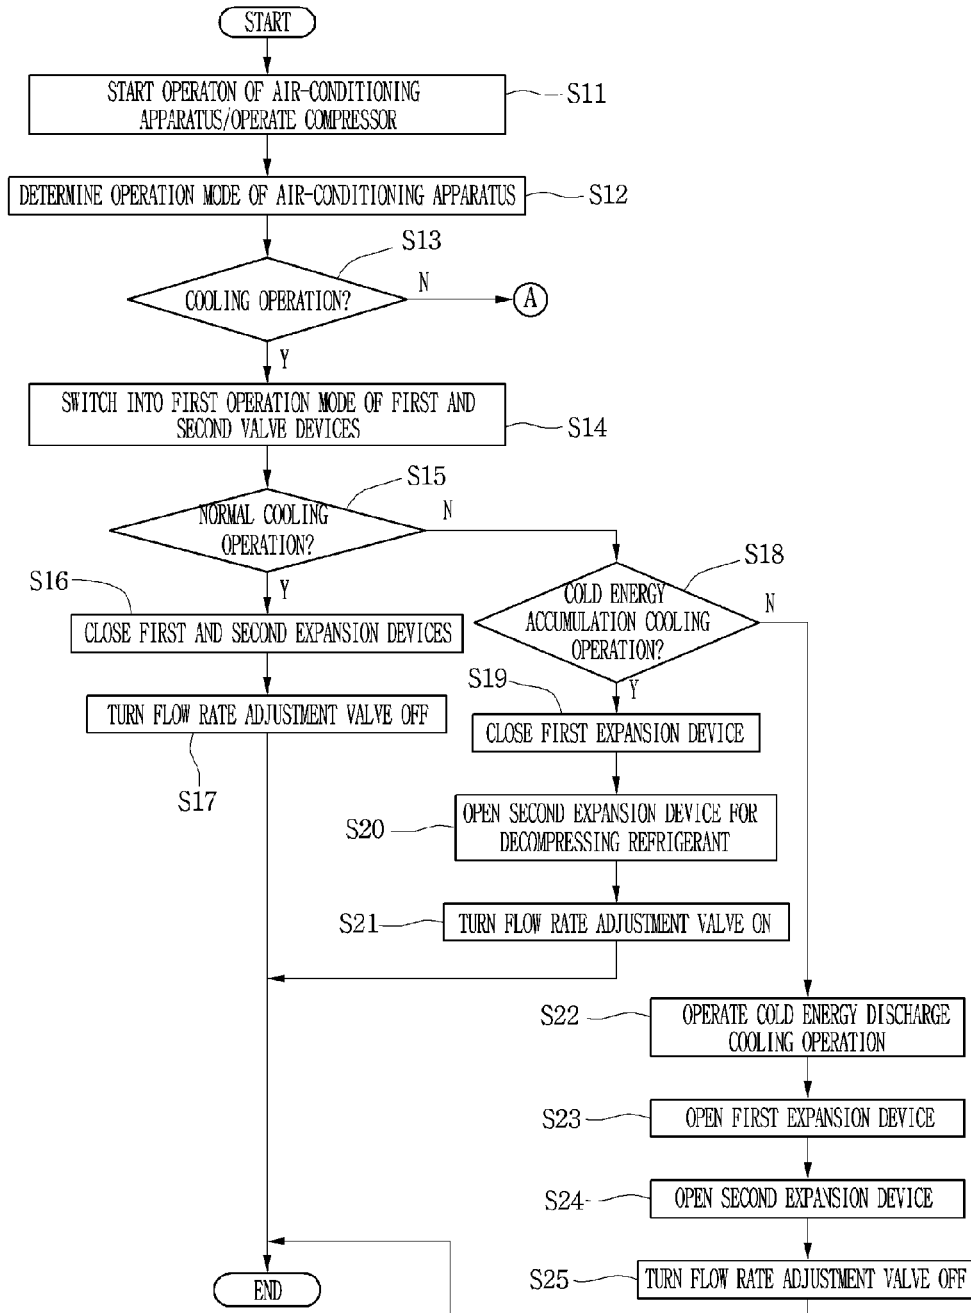 START
START OPERATON OF AIR-CONDITIONING
APPARATUS/OPERATE COMPRESSOR
S11
DETERMINE OPERATION MODE OF AIR-CONDITIONING APPARATUS
S12
S13
COOLING OPERATION?
N
A
Y
SWITCH INTO FIRST OPERATION MODE OF FIRST AND
SECOND VALVE DEVICES
S14
S15
NORMAL COOLING
OPERATION?
N
Y
S16
CLOSE FIRST AND SECOND EXPANSION DEVICES
TURN FLOW RATE ADJUSTMENT VALVE OFF
S17
S18
COLD ENERGY
ACCUMULATION COOLING
OPERATION?
N
Y
S19
CLOSE FIRST EXPANSION DEVICE
S20
OPEN SECOND EXPANSION DEVICE FOR
DECOMPRESSING REFRIGERANT
S21
TURN FLOW RATE ADJUSTMENT VALVE ON
S22
OPERATE COLD ENERGY DISCHARGE
COOLING OPERATION
S23
OPEN FIRST EXPANSION DEVICE
S24
OPEN SECOND EXPANSION DEVICE
S25
TURN FLOW RATE ADJUSTMENT VALVE OFF
END